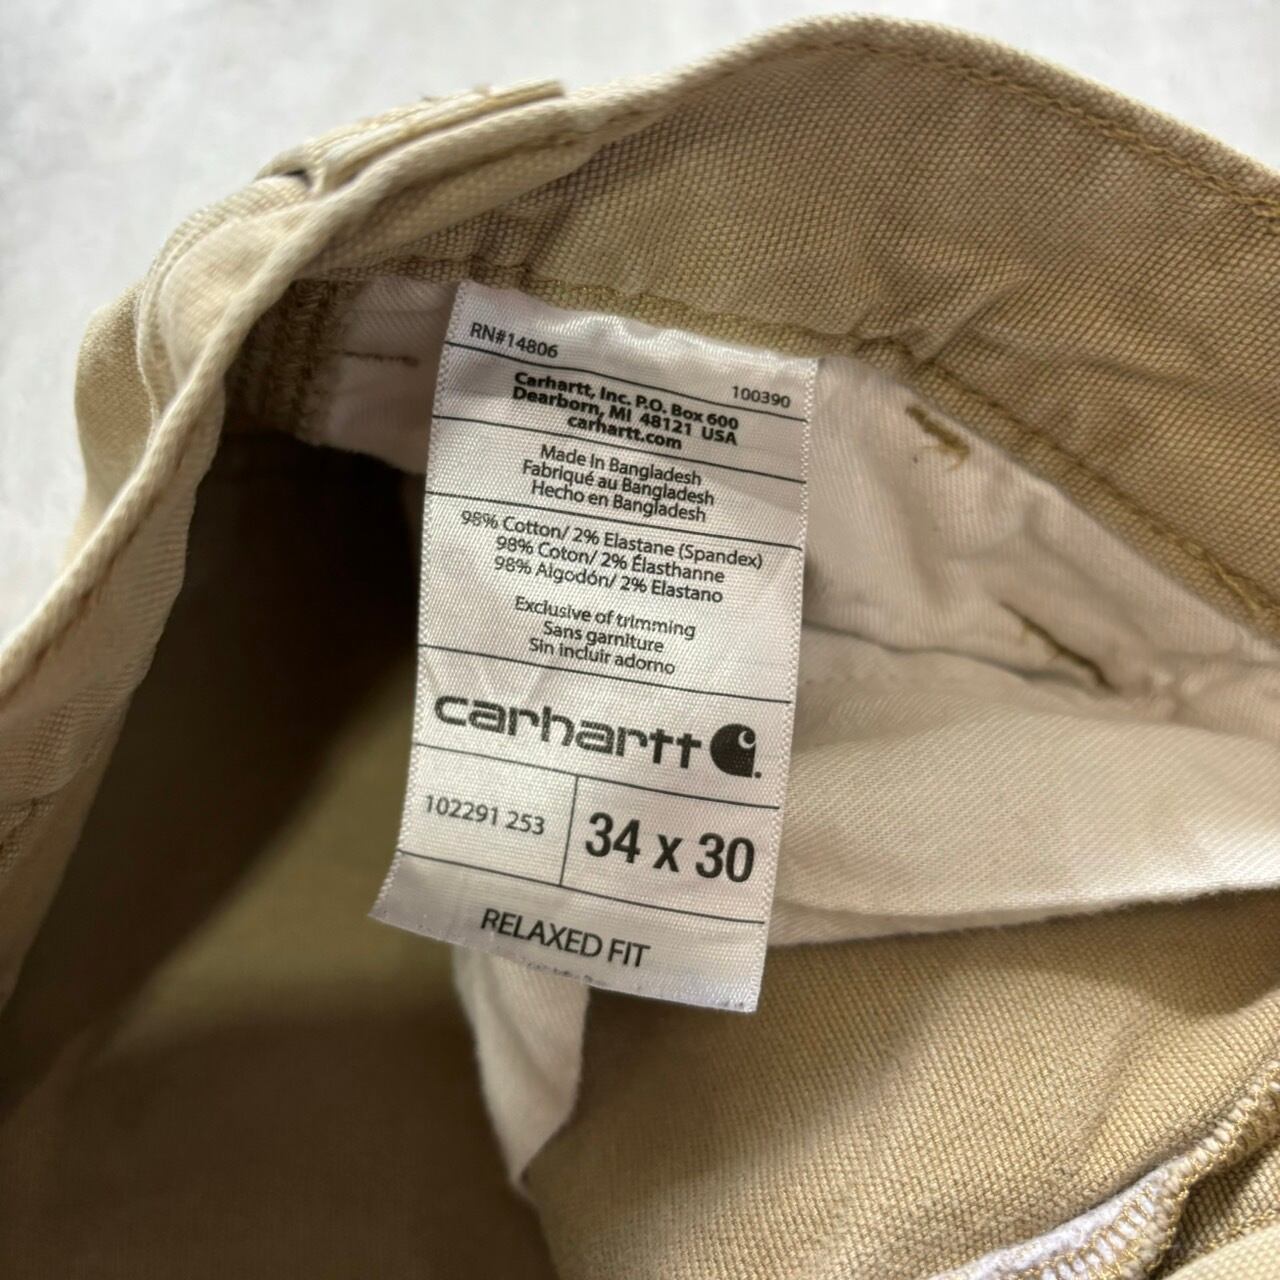 RN#14806
100390
Carhartt, Inc. P.O. Box 600
Dearborn, MI 48121 USA
carhartt.com
Made In Bangladesh
Fabriqué au Bangladesh
Hecho en Bangladesh
98% Cotton/ 2% Elastane (Spandex)
98% Coton/ 2% Élasthanne
98% Algodón/ 2% Elastano
Exclusive of trimming
Sans garniture
Sin incluir adorno
carhartt
102291 253
34 x 30
RELAXED FIT